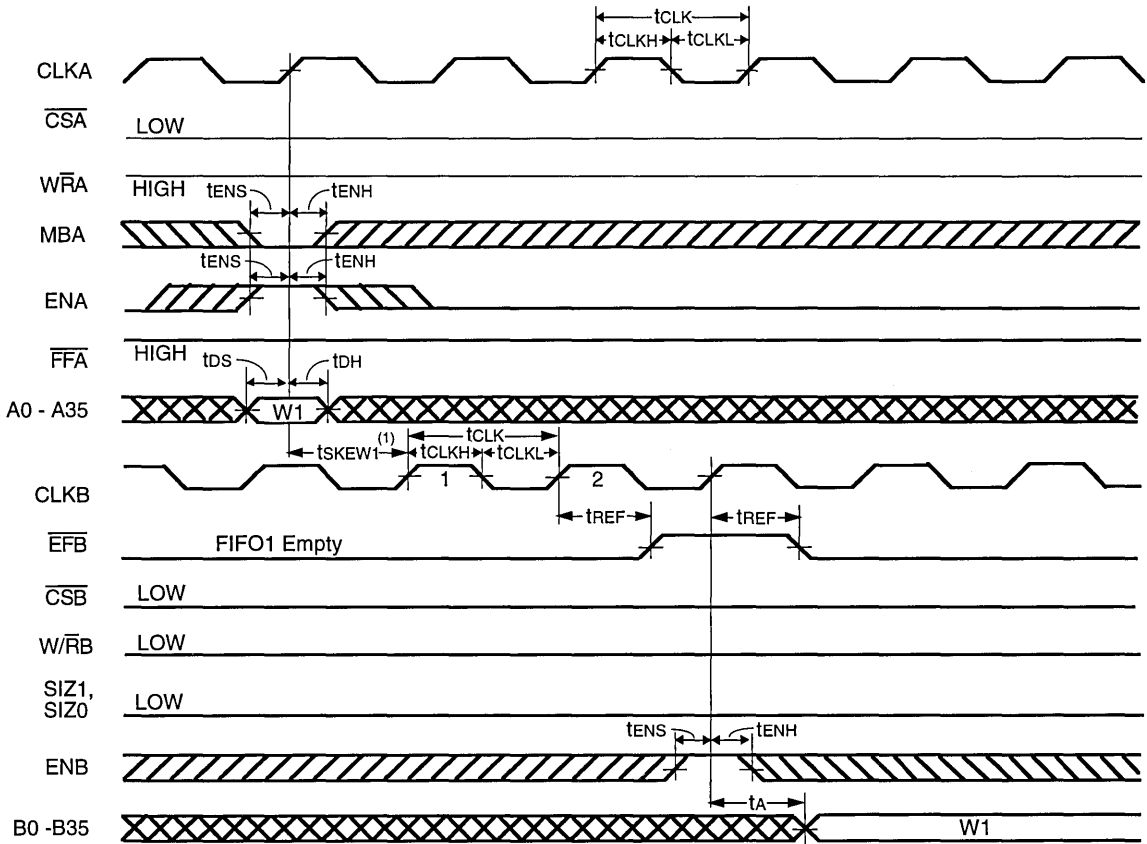 tCLK
tCLKH tCLKL
CLKA
CSA LOW
WRA HIGH
tENS tENH
MBA
tENS tENH
ENA
FFA HIGH
tDS tDH
A0 - A35 W1
tSKEW1(1) tCLK
tCLKH tCLKL
CLKB 1 2
tREF tREF
EFB FIFO1 Empty
CSB LOW
W/RB LOW
SIZ1,
SIZ0 LOW
tENS tENH
ENB
tA
B0 -B35 W1